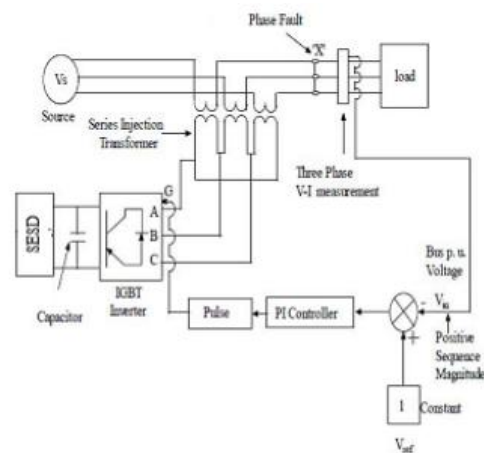 Phase Fault
'X'
Vs
Source
load
Series Injection
Transformer
Three Phase
V-I measurement
G
A
B
C
SESD
Capacitor
IGBT
Inverter
Pulse
PI Controller
Bus p. u.
Voltage
-
+
Positive
Sequence
Magnitude
1
Constant
Vref